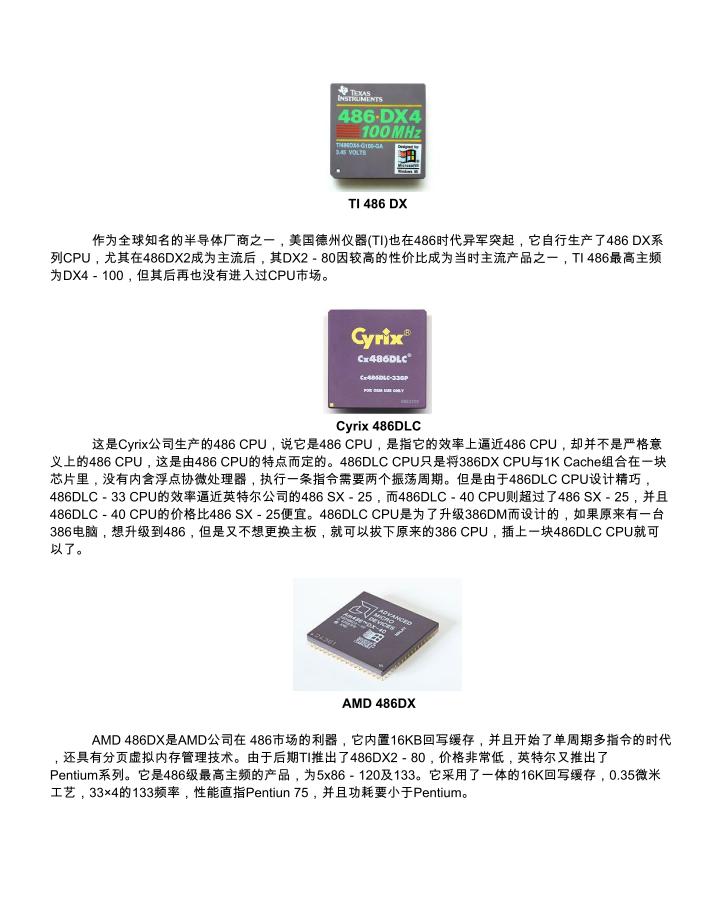 TEXAS
INSTRUMENTS
486·DX4
100MHz
TI486DX4-G100-GA
3.45 VOLTS
Designed for
Microsoft®
Windows 95
TI 486 DX
作为全球知名的半导体厂商之一，美国德州仪器(TI)也在486时代异军突起，它自行生产了486 DX系
列CPU，尤其在486DX2成为主流后，其DX2－80因较高的性价比成为当时主流产品之一，TI 486最高主频
为DX4－100，但其后再也没有进入过CPU市场。
Cyrix®
Cx486DLC®
Cx486DLC-33GP
FOR OEM USE ONLY
Cyrix 486DLC
这是Cyrix公司生产的486 CPU，说它是486 CPU，是指它的效率上逼近486 CPU，却并不是严格意
义上的486 CPU，这是由486 CPU的特点而定的。486DLC CPU只是将386DX CPU与1K Cache组合在一块
芯片里，没有内含浮点协微处理器，执行一条指令需要两个振荡周期。但是由于486DLC CPU设计精巧，
486DLC－33 CPU的效率逼近英特尔公司的486 SX－25，而486DLC－40 CPU则超过了486 SX－25，并且
486DLC－40 CPU的价格比486 SX－25便宜。486DLC CPU是为了升级386DM而设计的，如果原来有一台
386电脑，想升级到486，但是又不想更换主板，就可以拔下原来的386 CPU，插上一块486DLC CPU就可
以了。
ADVANCED
MICRO
DEVICES
Am486™DX-40
AMD 486DX
AMD 486DX是AMD公司在 486市场的利器，它内置16KB回写缓存，并且开始了单周期多指令的时代
，还具有分页虚拟内存管理技术。由于后期TI推出了486DX2－80，价格非常低，英特尔又推出了
Pentium系列。它是486级最高主频的产品，为5x86－120及133。它采用了一体的16K回写缓存，0.35微米
工艺，33×4的133频率，性能直指Pentiun 75，并且功耗要小于Pentium。